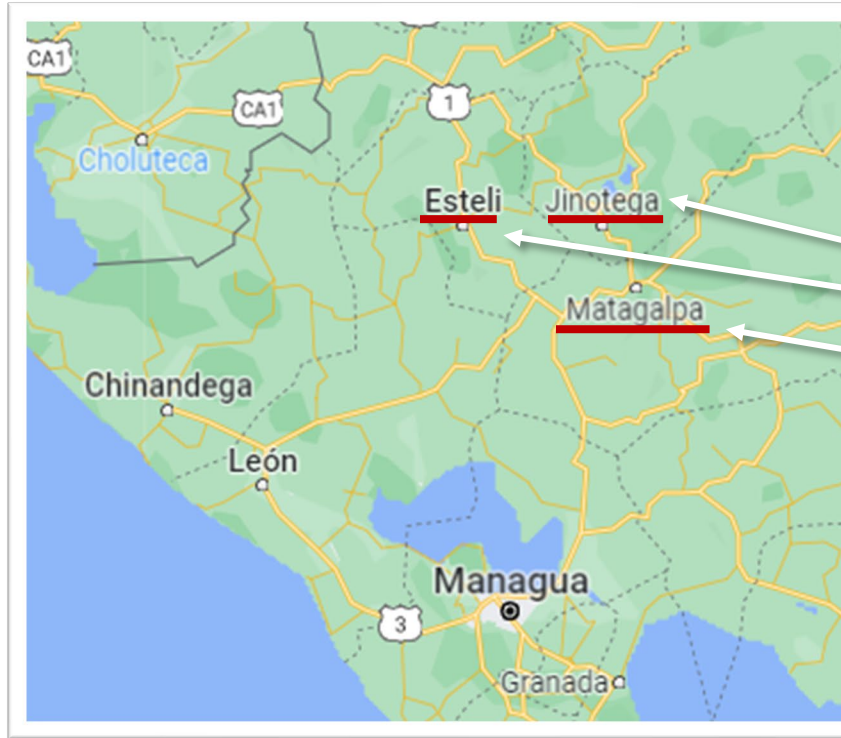 CA1
1
CA1
Choluteca
Esteli
Jinotega
Matagalpa
Chinandega
León
Managua
3
Granada